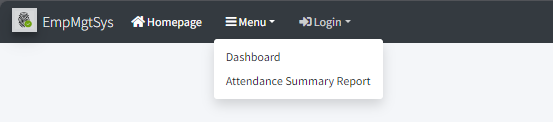 EmpMgtSys Homepage Menu Login
Dashboard
Attendance Summary Report